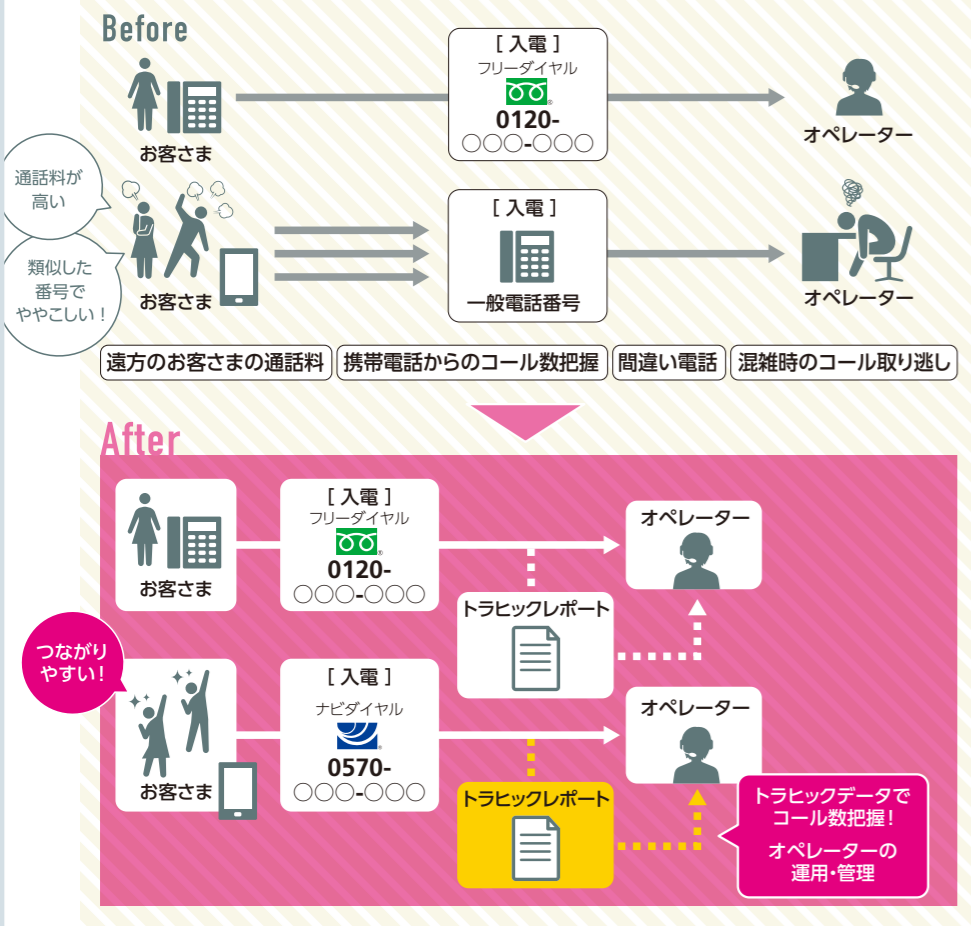 Before
[ 入電 ]
フリーダイヤル
0120-
○○○-○○○
お客さま
オペレーター
通話料が
高い
類似した
番号で
ややこしい！
お客さま
[ 入電 ]
一般電話番号
オペレーター
遠方のお客さまの通話料
携帯電話からのコール数把握
間違い電話
混雑時のコール取り逃し
After
お客さま
[ 入電 ]
フリーダイヤル
0120-
○○○-○○○
オペレーター
トラヒックレポート
つながり
やすい！
お客さま
[ 入電 ]
ナビダイヤル
0570-
○○○-○○○
オペレーター
トラヒックレポート
トラヒックデータで
コール数把握！
オペレーターの
運用・管理